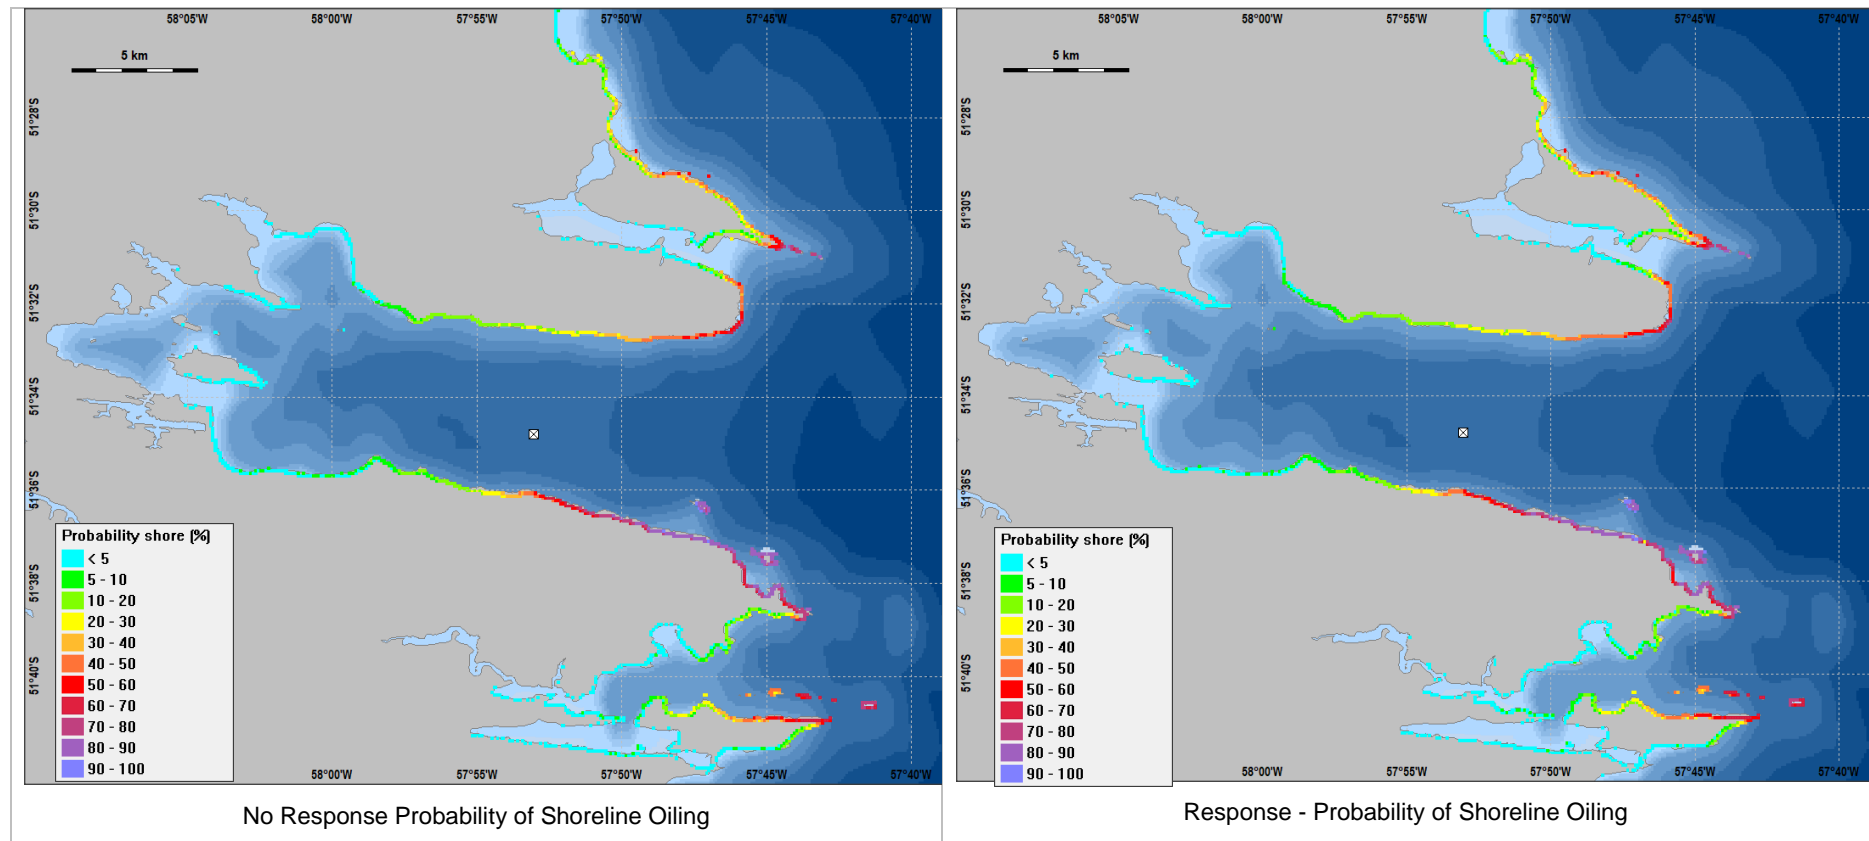 58°05'W 58°00'W 57°55'W 57°50'W 57°45'W 57°40'W
5 km
51°28'S
51°30'S
51°32'S
51°34'S
51°36'S
51°38'S
51°40'S
Probability shore (%)
< 5
5 - 10
10 - 20
20 - 30
30 - 40
40 - 50
50 - 60
60 - 70
70 - 80
80 - 90
90 - 100
58°00'W 57°55'W 57°50'W 57°45'W 57°40'W
No Response Probability of Shoreline Oiling
58°05'W 58°00'W 57°55'W 57°50'W 57°45'W 57°40'W
5 km
51°28'S
51°30'S
51°32'S
51°34'S
51°36'S
51°38'S
51°40'S
Probability shore (%)
< 5
5 - 10
10 - 20
20 - 30
30 - 40
40 - 50
50 - 60
60 - 70
70 - 80
80 - 90
90 - 100
58°00'W 57°55'W 57°50'W 57°45'W 57°40'W
Response - Probability of Shoreline Oiling